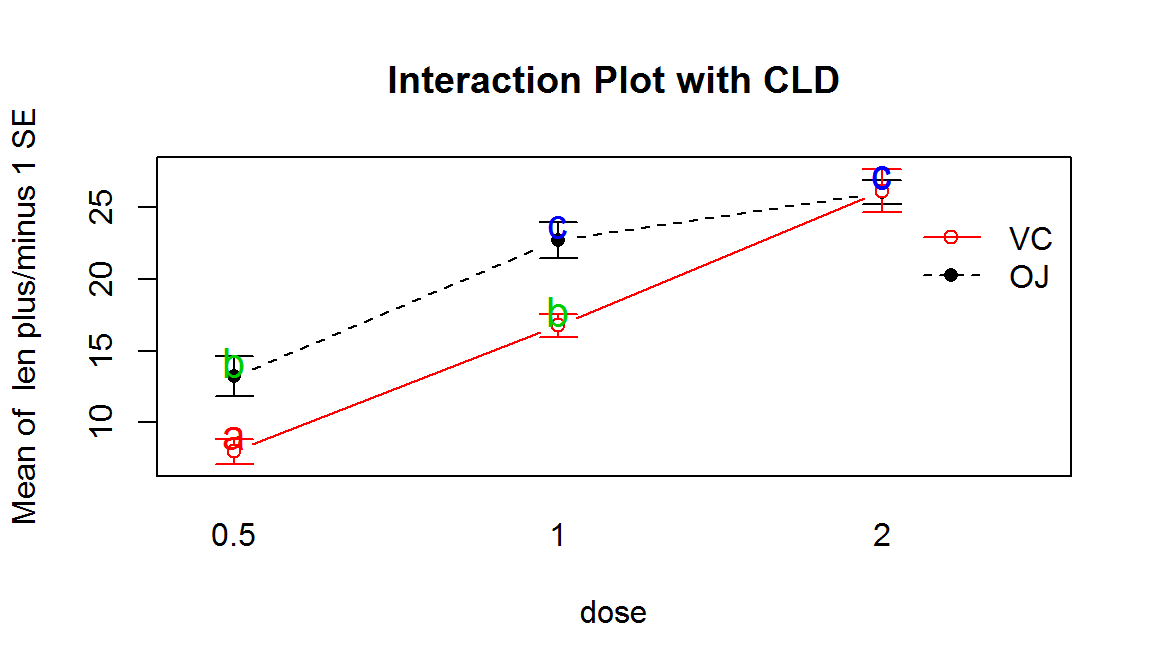 Interaction Plot with CLD
Mean of len plus/minus 1 SE
25
20
15
10
c
c
b
b
a
VC
OJ
0.5 1 2
dose